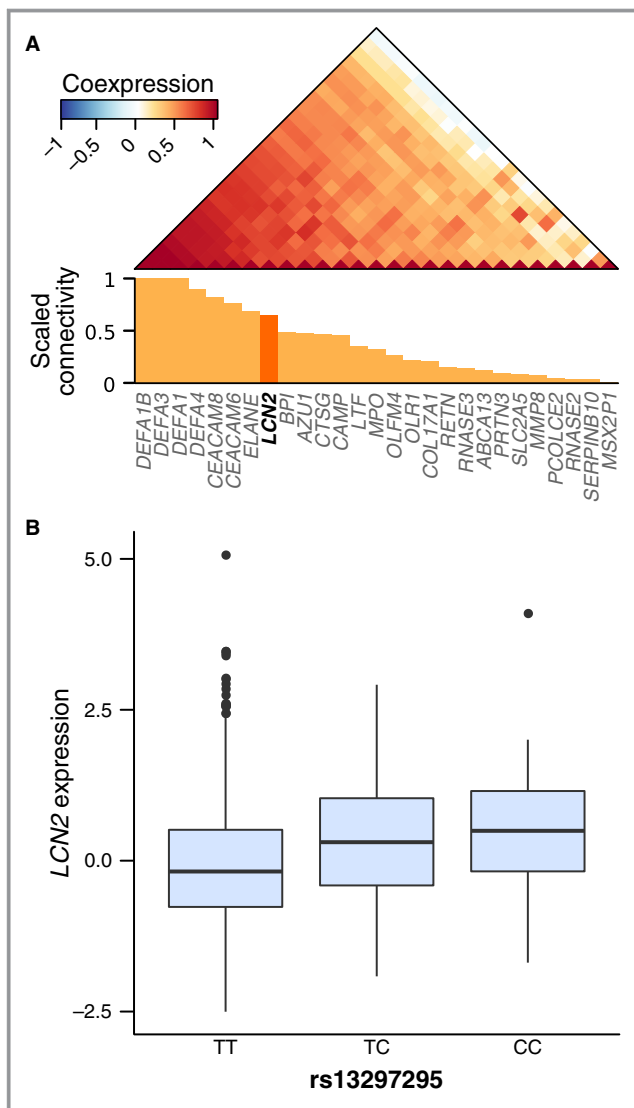 A
Coexpression
−1
−0.5
0
0.5
1
Scaled
connectivity
1
0.5
0
DEFA1B
DEFA3
DEFA1
DEFA4
CEACAM8
CEACAM6
ELANE
LCN2
BPI
AZU1
CTSG
CAMP
LTF
MPO
OLFM4
OLR1
COL17A1
RETN
RNASE3
ABCA13
PRTN3
SLC2A5
MMP8
PCOLCE2
RNASE2
SERPINB10
MSX2P1
B
LCN2 expression
5.0
2.5
0.0
−2.5
TT
TC
CC
rs13297295